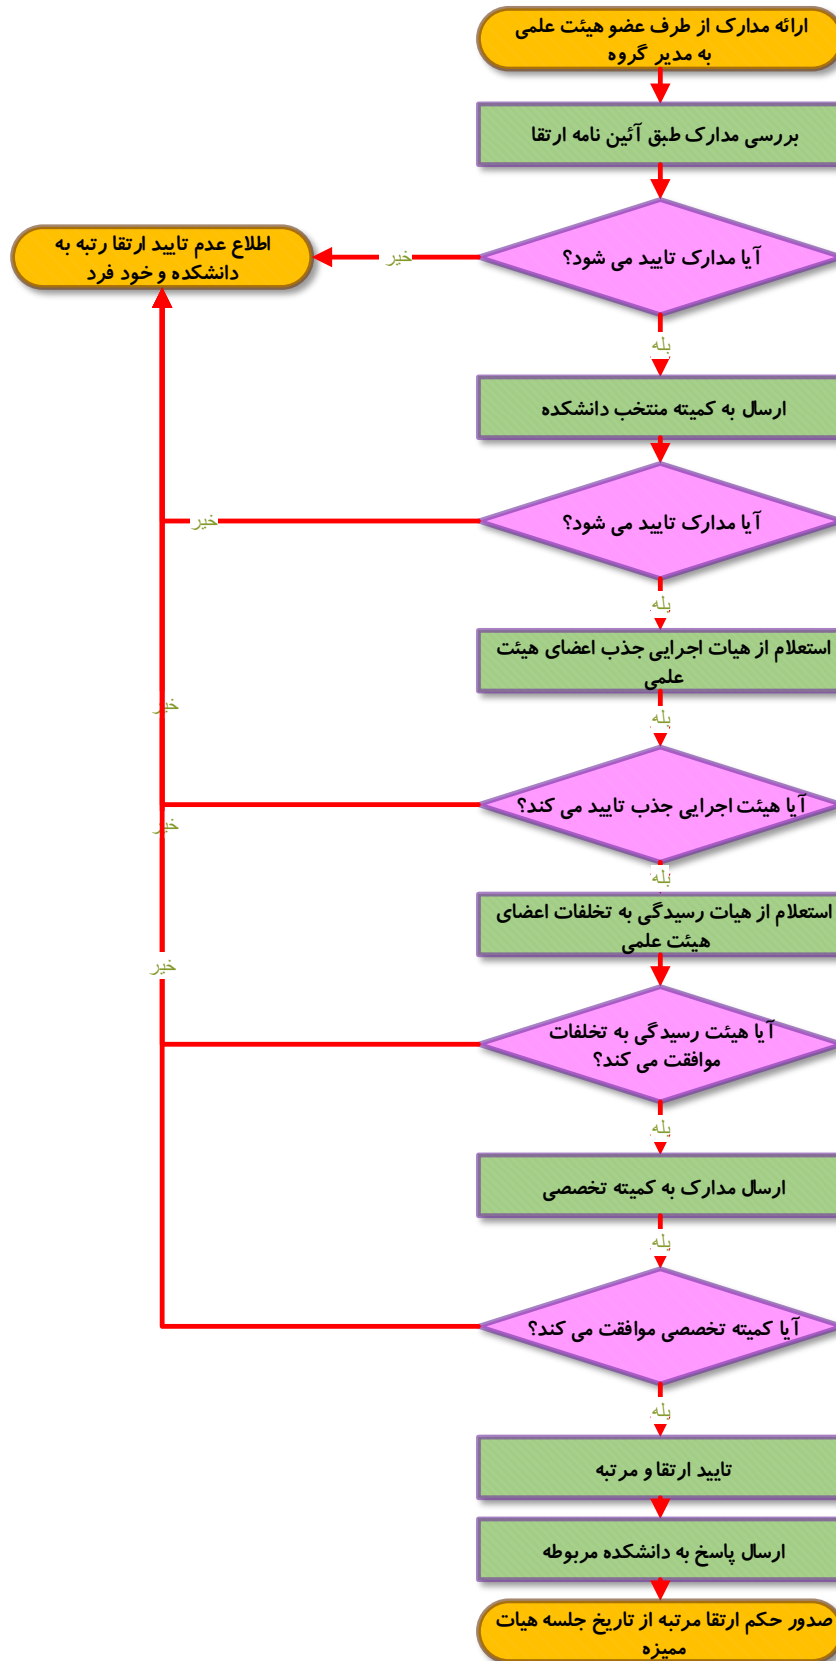 ارائه مدارک از طرف عضو هیئت علمی
به مدیر گروه
بررسی مدارک طبق آئین نامه ارتقا
آیا مدارک تایید می شود؟
خیر
اطلاع عدم تایید ارتقا رتبه به
دانشکده و خود فرد
بله
ارسال به کمیته منتخب دانشکده
آیا مدارک تایید می شود؟
خیر
بله
استعلام از هیات اجرایی جذب اعضای هیئت
علمی
خیر
بله
آیا هیئت اجرایی جذب تایید می کند؟
خیر
بله
استعلام از هیات رسیدگی به تخلفات اعضای
هیئت علمی
خیر
آیا هیئت رسیدگی به تخلفات
موافقت می کند؟
بله
ارسال مدارک به کمیته تخصصی
بله
آیا کمیته تخصصی موافقت می کند؟
بله
تایید ارتقا و مرتبه
ارسال پاسخ به دانشکده مربوطه
صدور حکم ارتقا مرتبه از تاریخ جلسه هیات
ممیزه